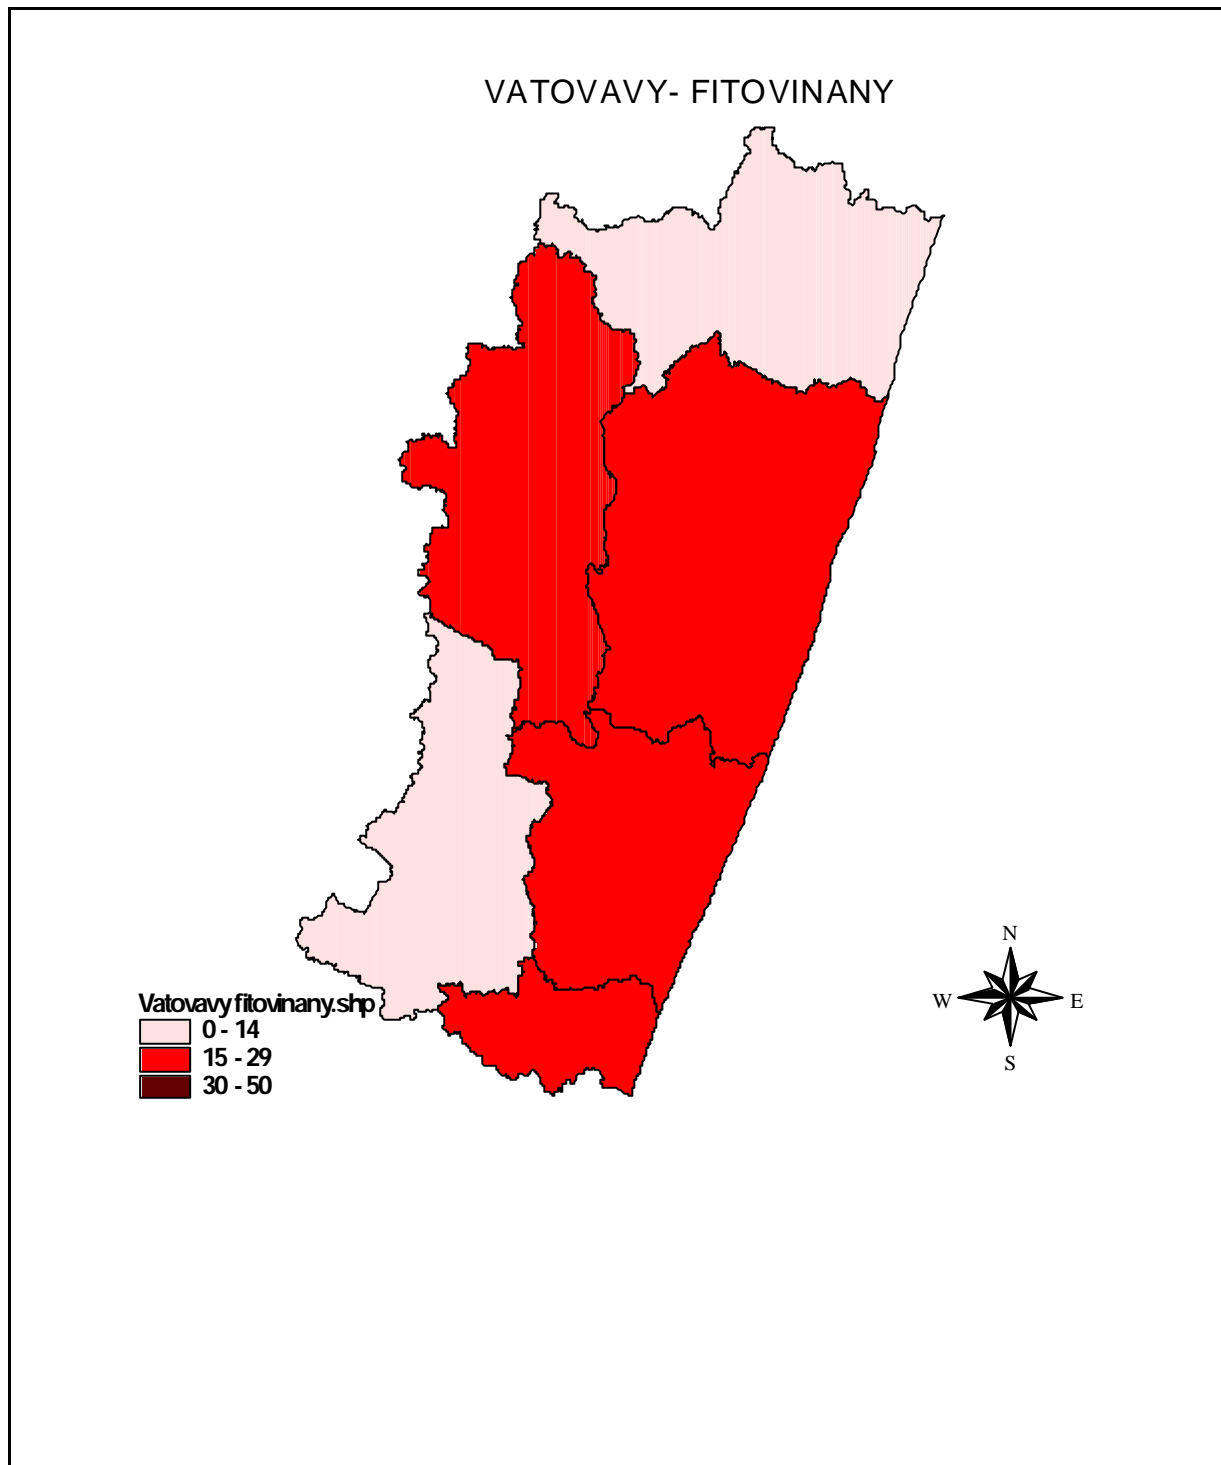 VATOVAVY- FITOVINANY
N
W E
S
Vatovavy fitovinany.shp
0 - 14
15 - 29
30 - 50